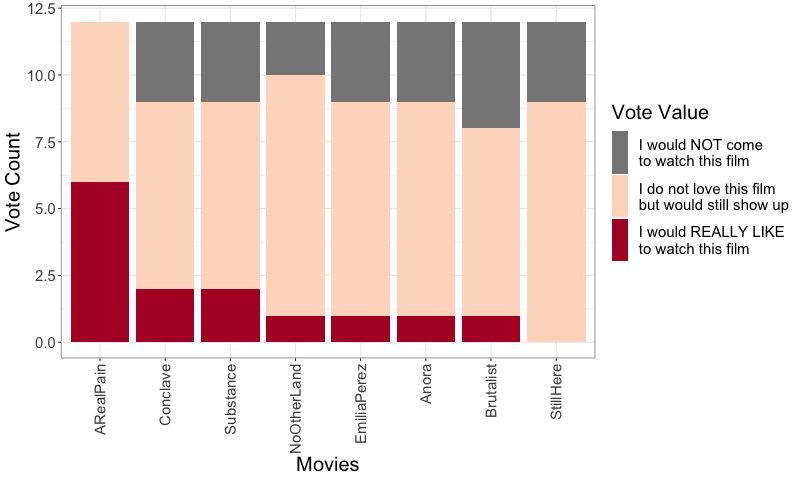 12.5
10.0
7.5
5.0
2.5
0.0
Vote Count
ARealPain
Conclave
Substance
NoOtherLand
EmiliaPerez
Anora
Brutalist
StillHere
Movies
Vote Value
I would NOT come
to watch this film
I do not love this film
but would still show up
I would REALLY LIKE
to watch this film